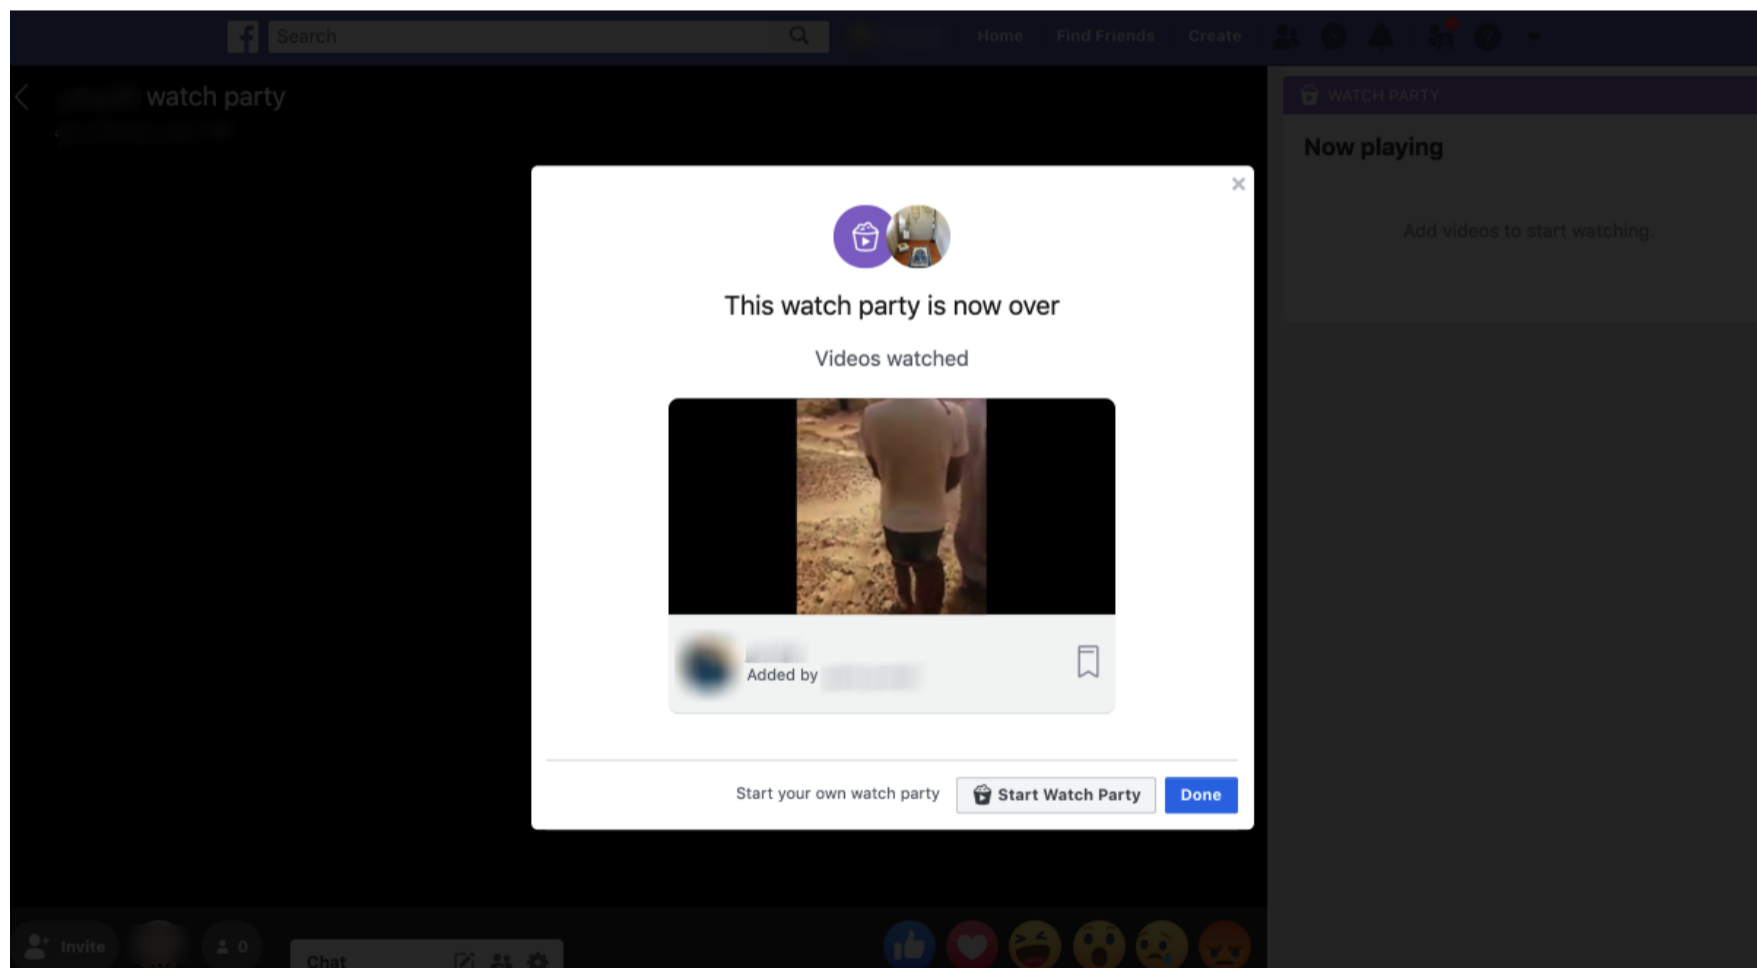 Search
Home Find Friends Create
watch party
WATCH PARTY
Now playing
Add videos to start watching.
This watch party is now over
Videos watched
Added by
Start your own watch party Start Watch Party Done
Invite 0
Chat